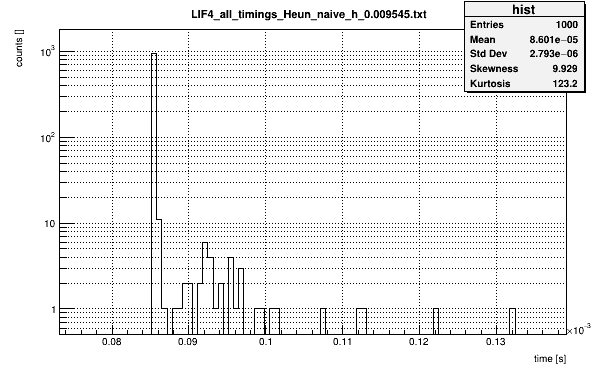 LIF4_all_timings_Heun_naive_h_0.009545.txt
hist
Entries 1000
Mean 8.601e−05
Std Dev 2.793e−06
Skewness 9.929
Kurtosis 123.2
counts []
10³
10²
10
1
0.08 0.09 0.1 0.11 0.12 0.13
×10⁻³
time [s]